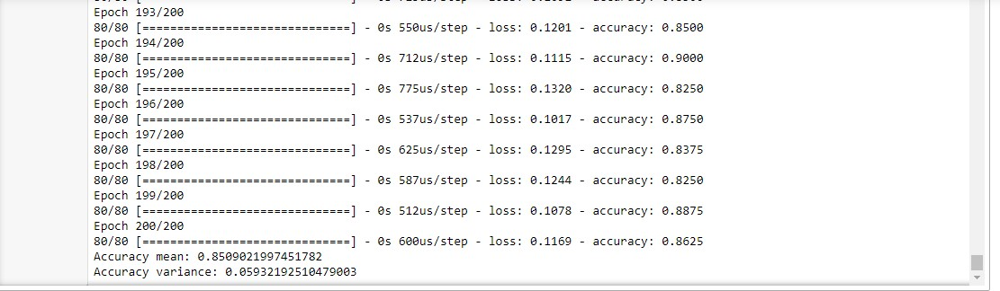 Epoch 193/200
80/80 [==============================] - 0s 550us/step - loss: 0.1201 - accuracy: 0.8500
Epoch 194/200
80/80 [==============================] - 0s 712us/step - loss: 0.1115 - accuracy: 0.9000
Epoch 195/200
80/80 [==============================] - 0s 775us/step - loss: 0.1320 - accuracy: 0.8250
Epoch 196/200
80/80 [==============================] - 0s 537us/step - loss: 0.1017 - accuracy: 0.8750
Epoch 197/200
80/80 [==============================] - 0s 625us/step - loss: 0.1295 - accuracy: 0.8375
Epoch 198/200
80/80 [==============================] - 0s 587us/step - loss: 0.1244 - accuracy: 0.8250
Epoch 199/200
80/80 [==============================] - 0s 512us/step - loss: 0.1078 - accuracy: 0.8875
Epoch 200/200
80/80 [==============================] - 0s 600us/step - loss: 0.1169 - accuracy: 0.8625
Accuracy mean: 0.8509021997451782
Accuracy variance: 0.05932192510479003